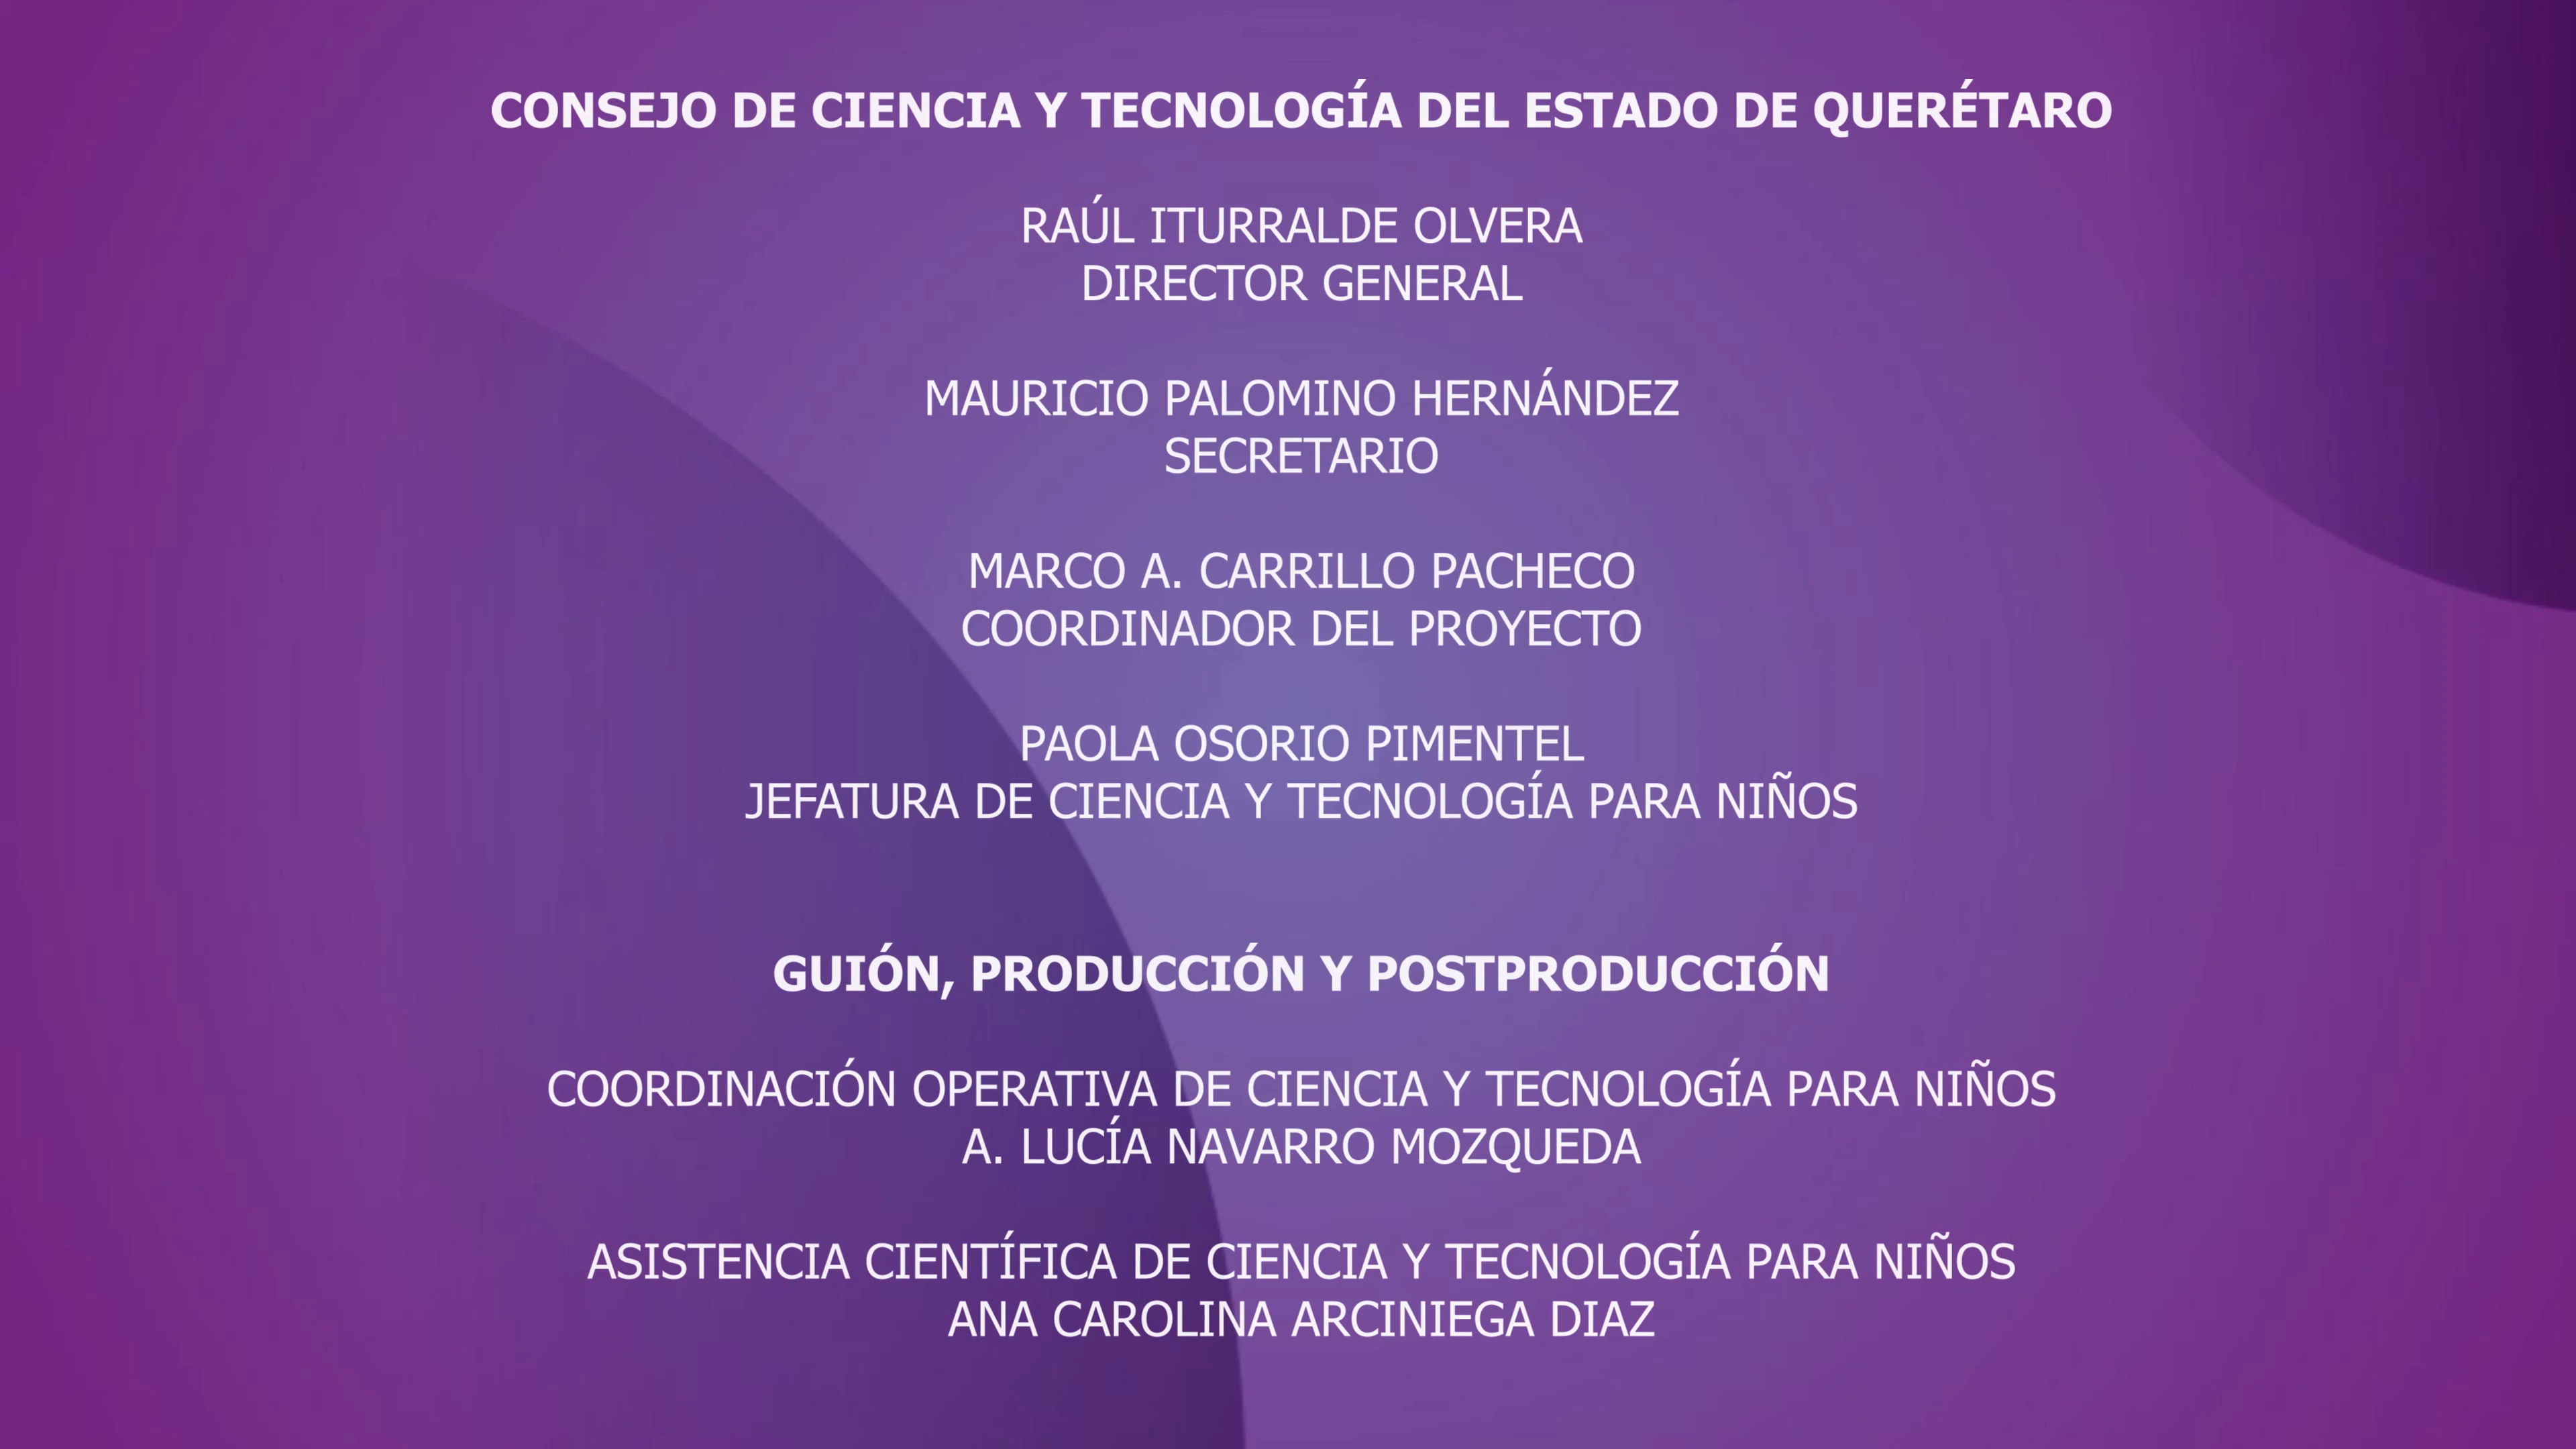 CONSEJO DE CIENCIA Y TECNOLOGÍA DEL ESTADO DE QUERÉTARO
RAÚL ITURRALDE OLVERA
DIRECTOR GENERAL
MAURICIO PALOMINO HERNÁNDEZ
SECRETARIO
MARCO A. CARRILLO PACHECO
COORDINADOR DEL PROYECTO
PAOLA OSORIO PIMENTEL
JEFATURA DE CIENCIA Y TECNOLOGÍA PARA NIÑOS
GUIÓN, PRODUCCIÓN Y POSTPRODUCCIÓN
COORDINACIÓN OPERATIVA DE CIENCIA Y TECNOLOGÍA PARA NIÑOS
A. LUCÍA NAVARRO MOZQUEDA
ASISTENCIA CIENTÍFICA DE CIENCIA Y TECNOLOGÍA PARA NIÑOS
ANA CAROLINA ARCINIEGA DIAZ